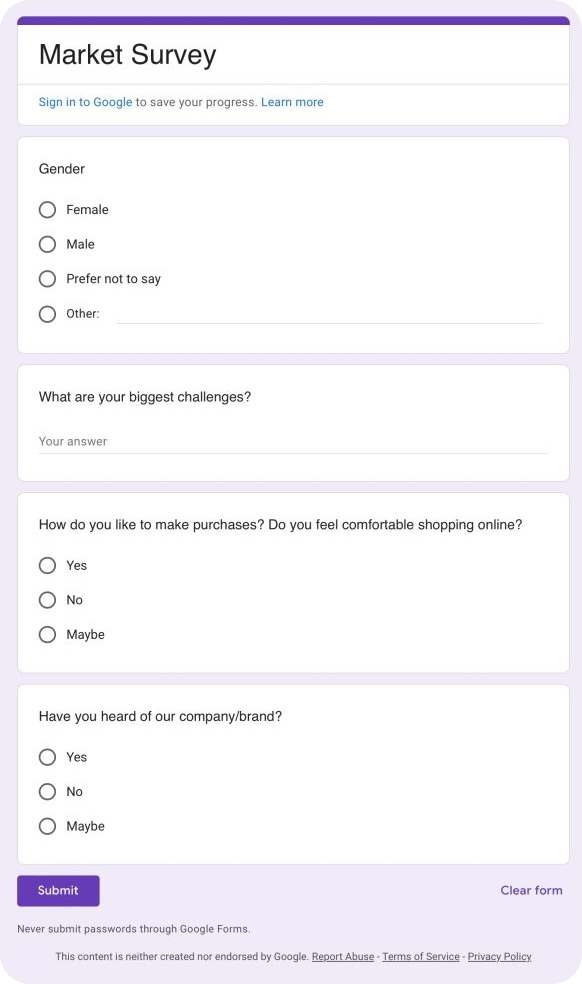 Market Survey
Sign in to Google to save your progress. Learn more
Gender
Female
Male
Prefer not to say
Other:
What are your biggest challenges?
Your answer
How do you like to make purchases? Do you feel comfortable shopping online?
Yes
No
Maybe
Have you heard of our company/brand?
Yes
No
Maybe
Submit Clear form
Never submit passwords through Google Forms.
This content is neither created nor endorsed by Google. Report Abuse - Terms of Service - Privacy Policy